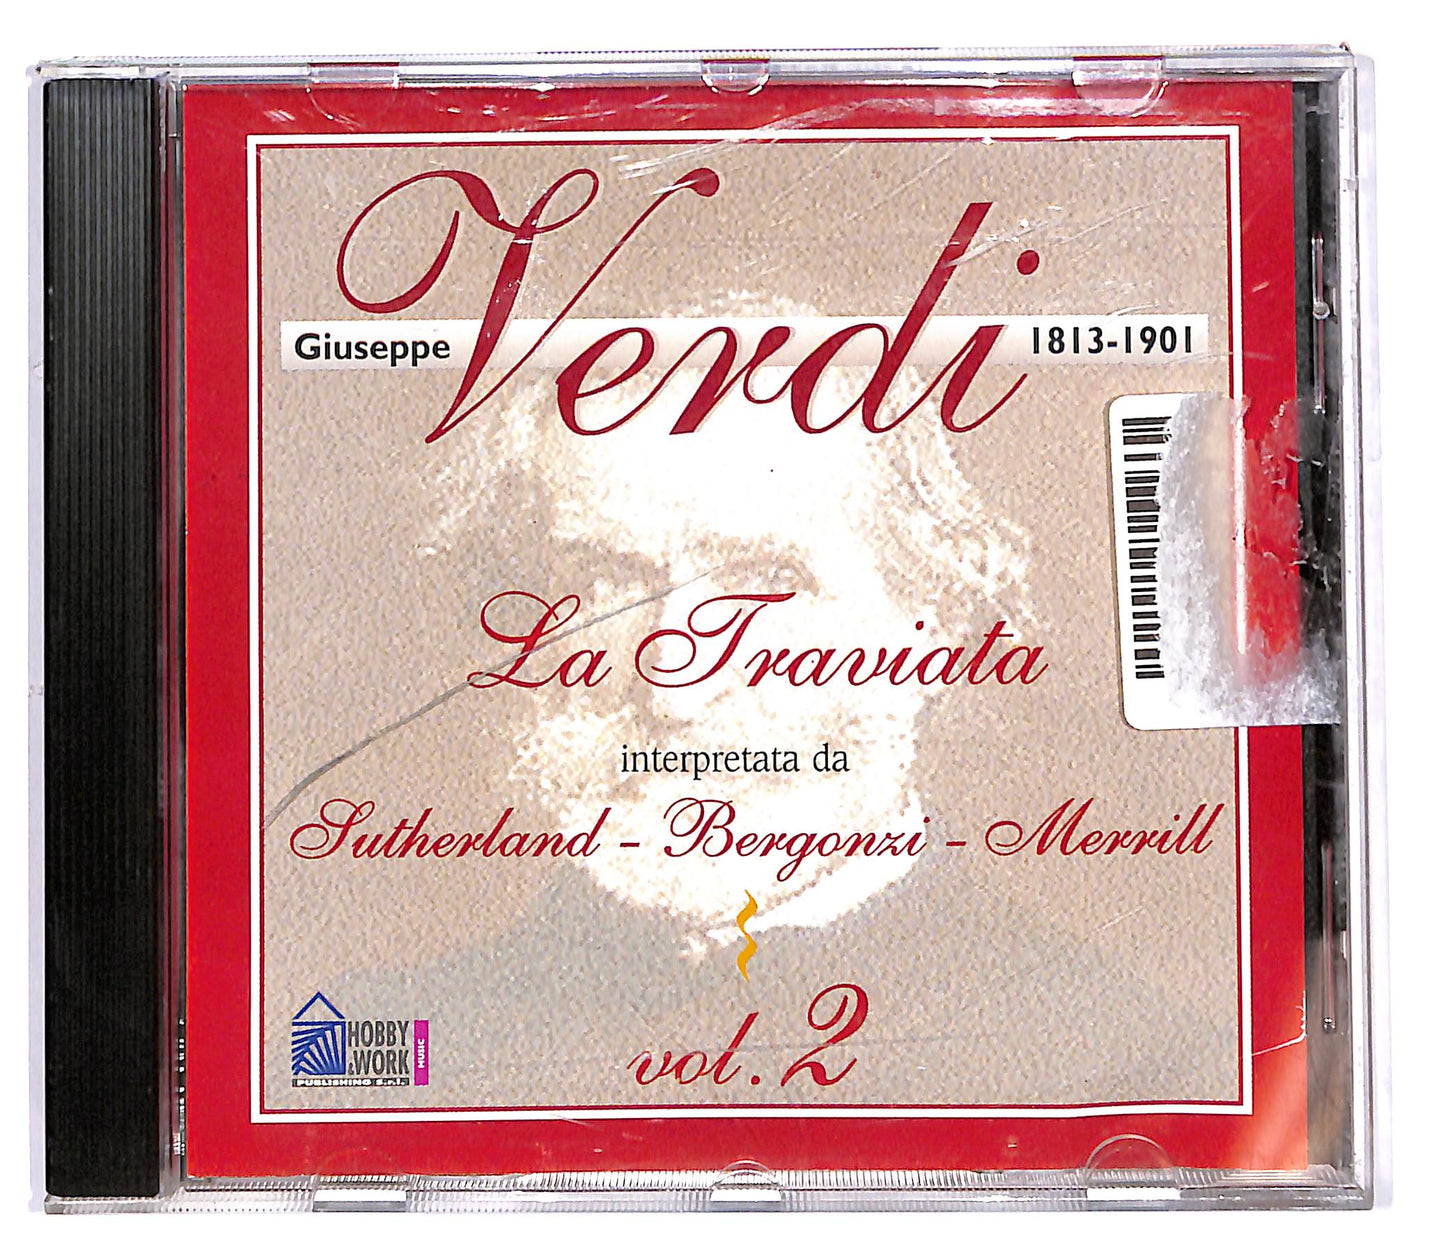 Verdi
Giuseppe
1813-1901
La Traviata
interpretata da
Sutherland - Bergonzi - Merrill
vol. 2
HOBBY
&WORK
MUSIC
PUBLISHING S.r.l.